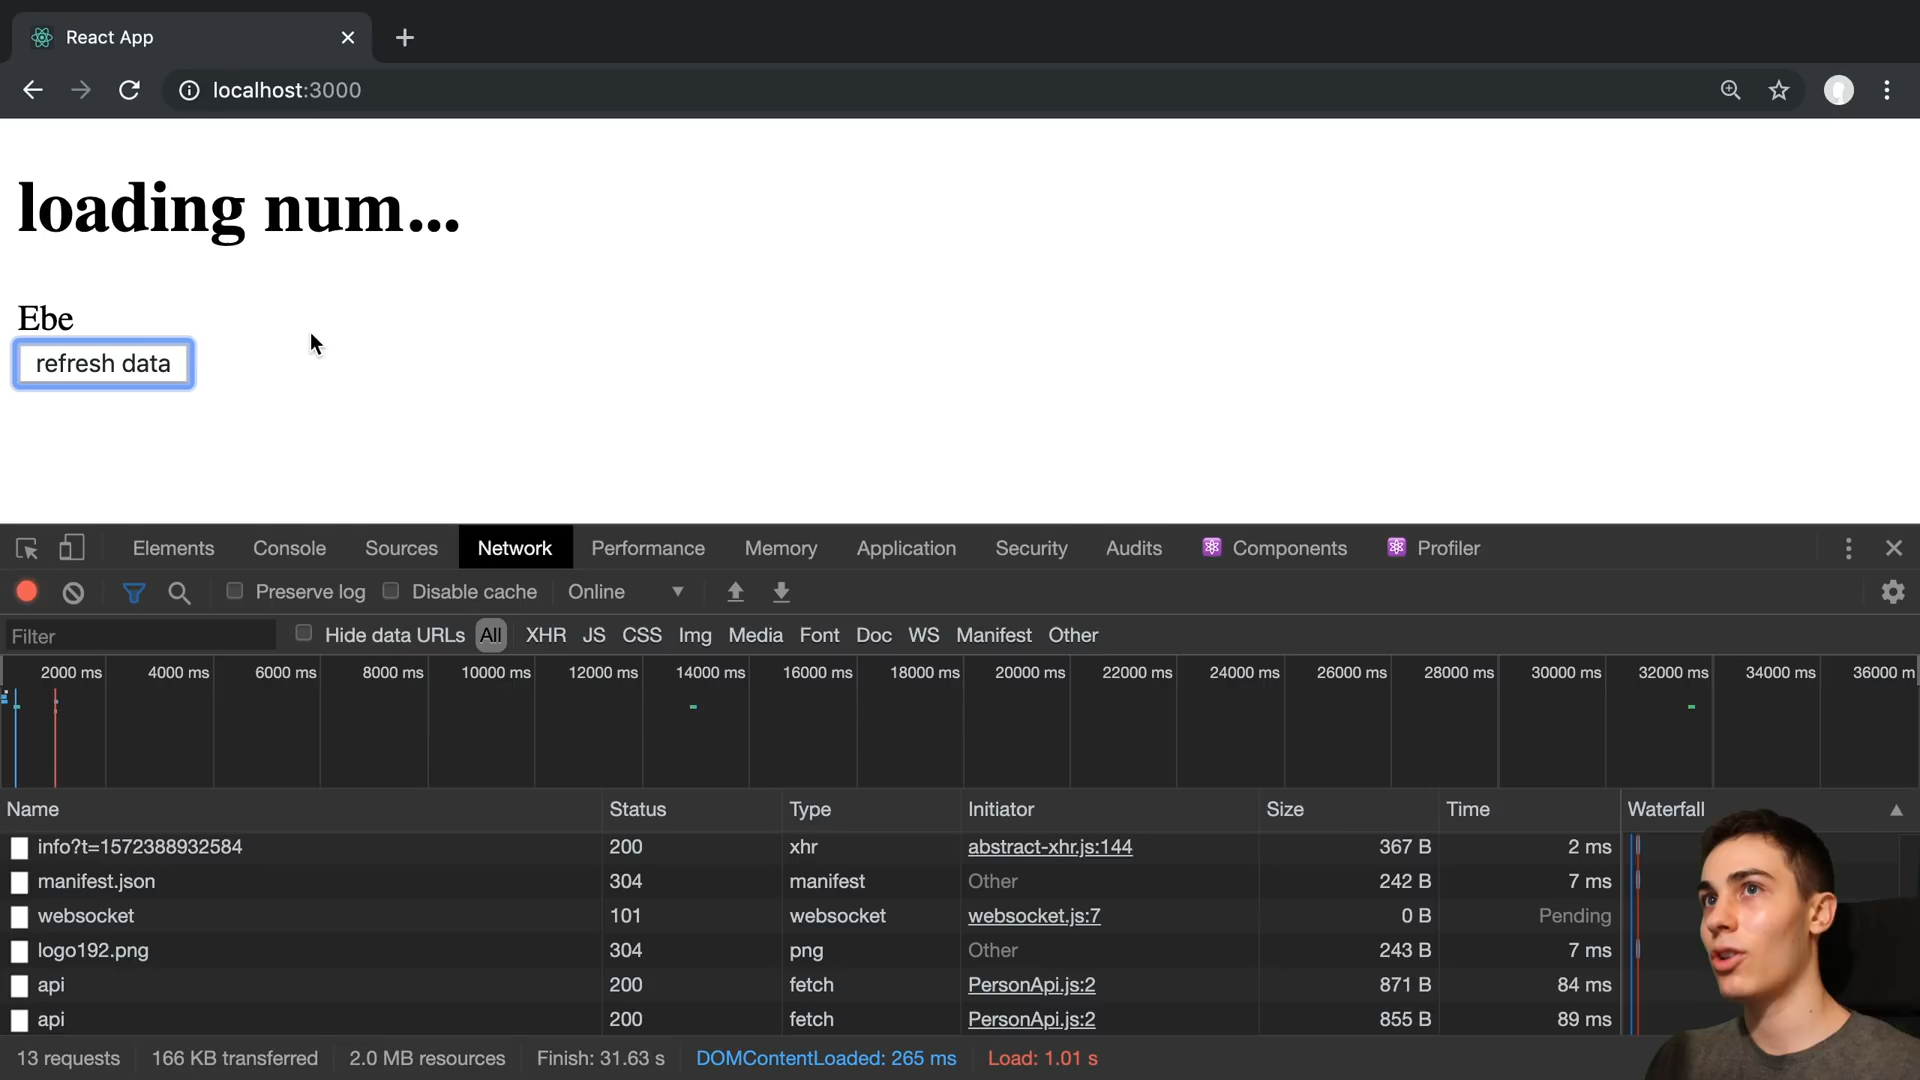 React App
localhost:3000
loading num...
Ebe
refresh data
Elements Console Sources Network Performance Memory Application Security Audits Components Profiler
Preserve log Disable cache Online
Filter Hide data URLs All XHR JS CSS Img Media Font Doc WS Manifest Other
2000 ms 4000 ms 6000 ms 8000 ms 10000 ms 12000 ms 14000 ms 16000 ms 18000 ms 20000 ms 22000 ms 24000 ms 26000 ms 28000 ms 30000 ms 32000 ms 34000 ms 36000 m
Name Status Type Initiator Size Time Waterfall
info?t=1572388932584 200 xhr abstract-xhr.js:144 367 B 2 ms
manifest.json 304 manifest Other 242 B 7 ms
websocket 101 websocket websocket.js:7 0 B Pending
logo192.png 304 png Other 243 B 7 ms
api 200 fetch PersonApi.js:2 871 B 84 ms
api 200 fetch PersonApi.js:2 855 B 89 ms
13 requests 166 KB transferred 2.0 MB resources Finish: 31.63 s DOMContentLoaded: 265 ms Load: 1.01 s